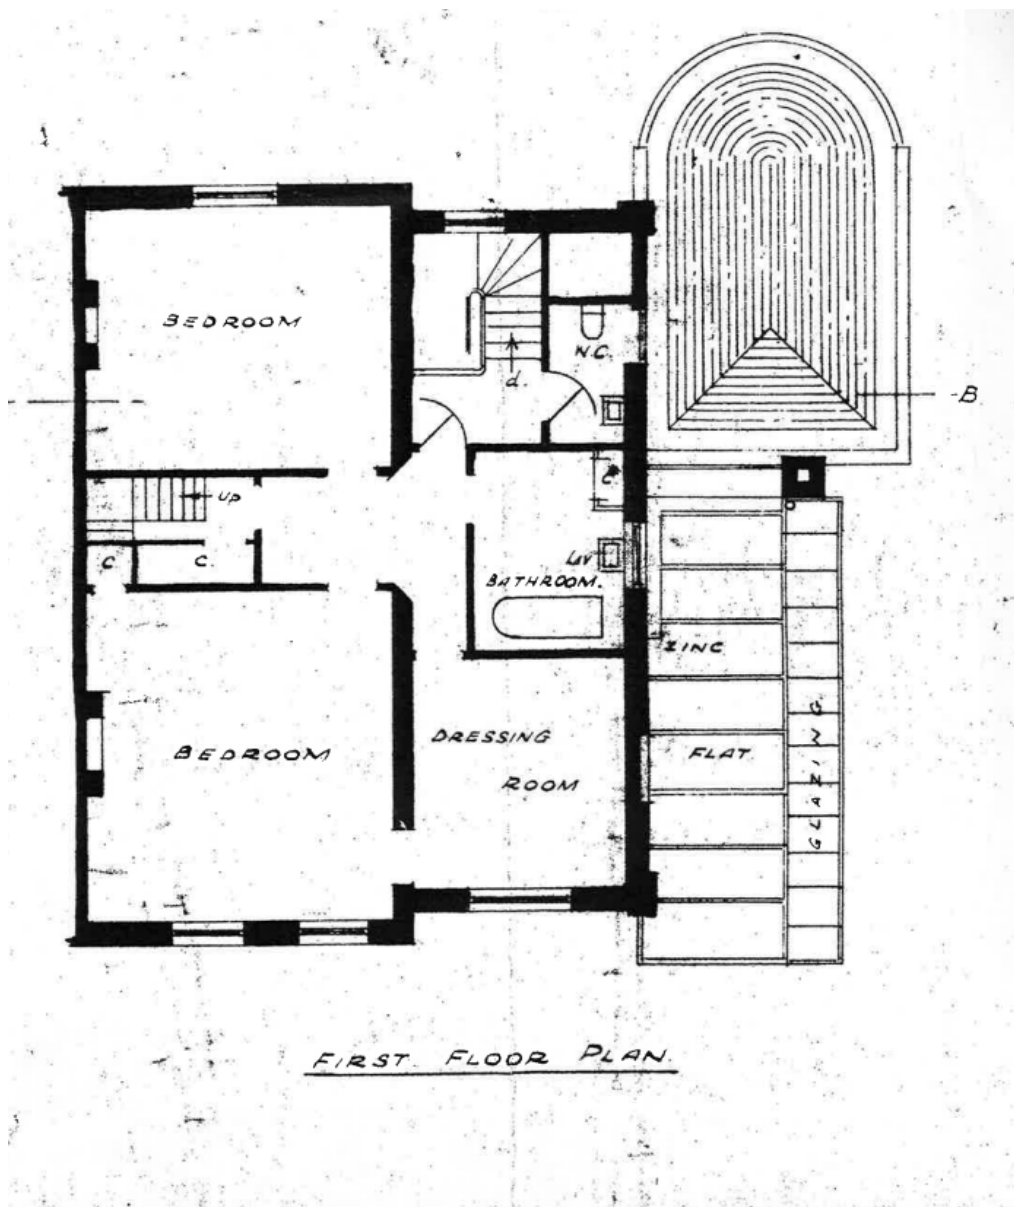 BEDROOM
W.C.
d.
-B
UP
C
C.
C
LAV
BATHROOM.
ZINC
DRESSING
ROOM
BEDROOM
FLAT
GLAZING.
FIRST. FLOOR PLAN.